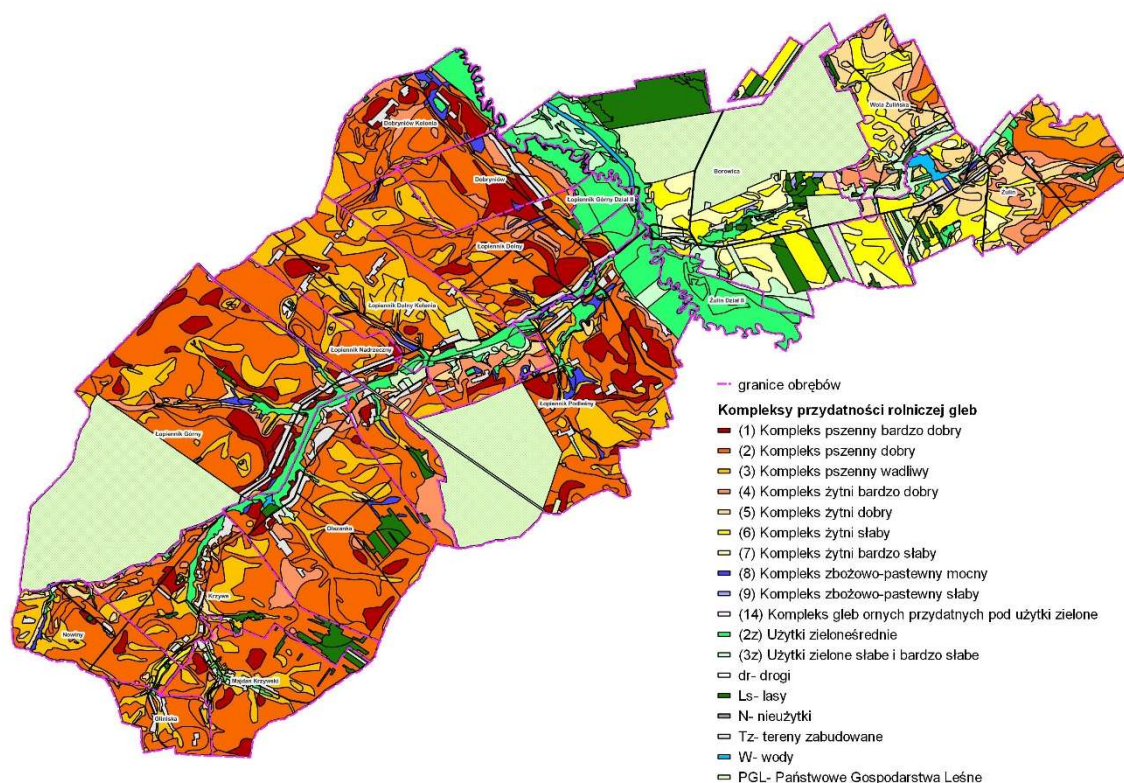 Dobryniów Kolonia
Wola Żulińska
Dobryniów
Borowica
Żulin
Łopiennik Górny Dział II
Łopiennik Dolny
Żulin Dział II
Łopiennik Dolny Kolonia
Łopiennik Nadrzeczny
Łopiennik Podleśny
Łopiennik Górny
Olszanka
Krzywe
Nowiny
Majdan Krzywski
Gliniska
granice obrębów
Kompleksy przydatności rolniczej gleb
(1) Kompleks pszenny bardzo dobry
(2) Kompleks pszenny dobry
(3) Kompleks pszenny wadliwy
(4) Kompleks żytni bardzo dobry
(5) Kompleks żytni dobry
(6) Kompleks żytni słaby
(7) Kompleks żytni bardzo słaby
(8) Kompleks zbożowo-pastewny mocny
(9) Kompleks zbożowo-pastewny słaby
(14) Kompleks gleb ornych przydatnych pod użytki zielone
(2z) Użytki zieloneśrednie
(3z) Użytki zielone słabe i bardzo słabe
dr- drogi
Ls- lasy
N- nieużytki
Tz- tereny zabudowane
W- wody
PGL- Państwowe Gospodarstwa Leśne